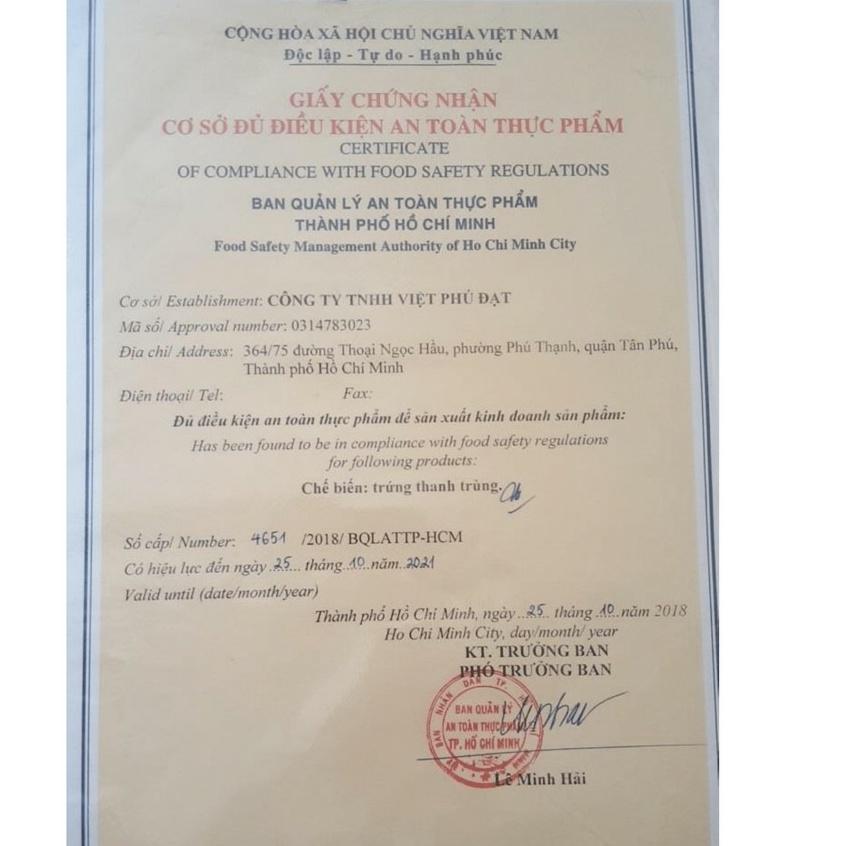 CỘNG HÒA XÃ HỘI CHỦ NGHĨA VIỆT NAM
Độc lập - Tự do - Hạnh phúc
GIẤY CHỨNG NHẬN
CƠ SỞ ĐỦ ĐIỀU KIỆN AN TOÀN THỰC PHẨM
CERTIFICATE
OF COMPLIANCE WITH FOOD SAFETY REGULATIONS
BAN QUẢN LÝ AN TOÀN THỰC PHẨM
THÀNH PHỐ HỒ CHÍ MINH
Food Safety Management Authority of Ho Chi Minh City
Cơ sở/ Establishment: CÔNG TY TNHH VIỆT PHÚ ĐẠT
Mã số/ Approval number: 0314783023
Địa chỉ/ Address: 364/75 đường Thoại Ngọc Hầu, phường Phú Thạnh, quận Tân Phú,
Thành phố Hồ Chí Minh
Điện thoại/ Tel: Fax:
Đủ điều kiện an toàn thực phẩm để sản xuất kinh doanh sản phẩm:
Has been found to be in compliance with food safety regulations
for following products:
Chế biến: trứng thanh trùng.
Số cấp/ Number: 4651 /2018/ BQLATTP-HCM
Có hiệu lực đến ngày 25 tháng 10 năm 2021
Valid until (date/month/year)
Thành phố Hồ Chí Minh, ngày 25 tháng 10 năm 2018
Ho Chi Minh City, day/month/ year
KT. TRƯỞNG BAN
PHÓ TRƯỞNG BAN
BAN QUẢN LÝ
AN TOÀN THỰC PHẨM
TP. HỒ CHÍ MINH
Lê Minh Hải